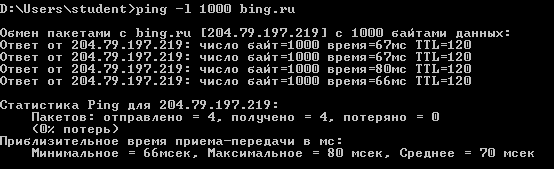 D:\Users\student>ping -l 1000 bing.ru
Обмен пакетами с bing.ru [204.79.197.219] с 1000 байтами данных:
Ответ от 204.79.197.219: число байт=1000 время=67мс TTL=120
Ответ от 204.79.197.219: число байт=1000 время=67мс TTL=120
Ответ от 204.79.197.219: число байт=1000 время=80мс TTL=120
Ответ от 204.79.197.219: число байт=1000 время=66мс TTL=120
Статистика Ping для 204.79.197.219:
Пакетов: отправлено = 4, получено = 4, потеряно = 0
(0% потерь)
Приблизительное время приема-передачи в мс:
Минимальное = 66мсек, Максимальное = 80 мсек, Среднее = 70 мсек